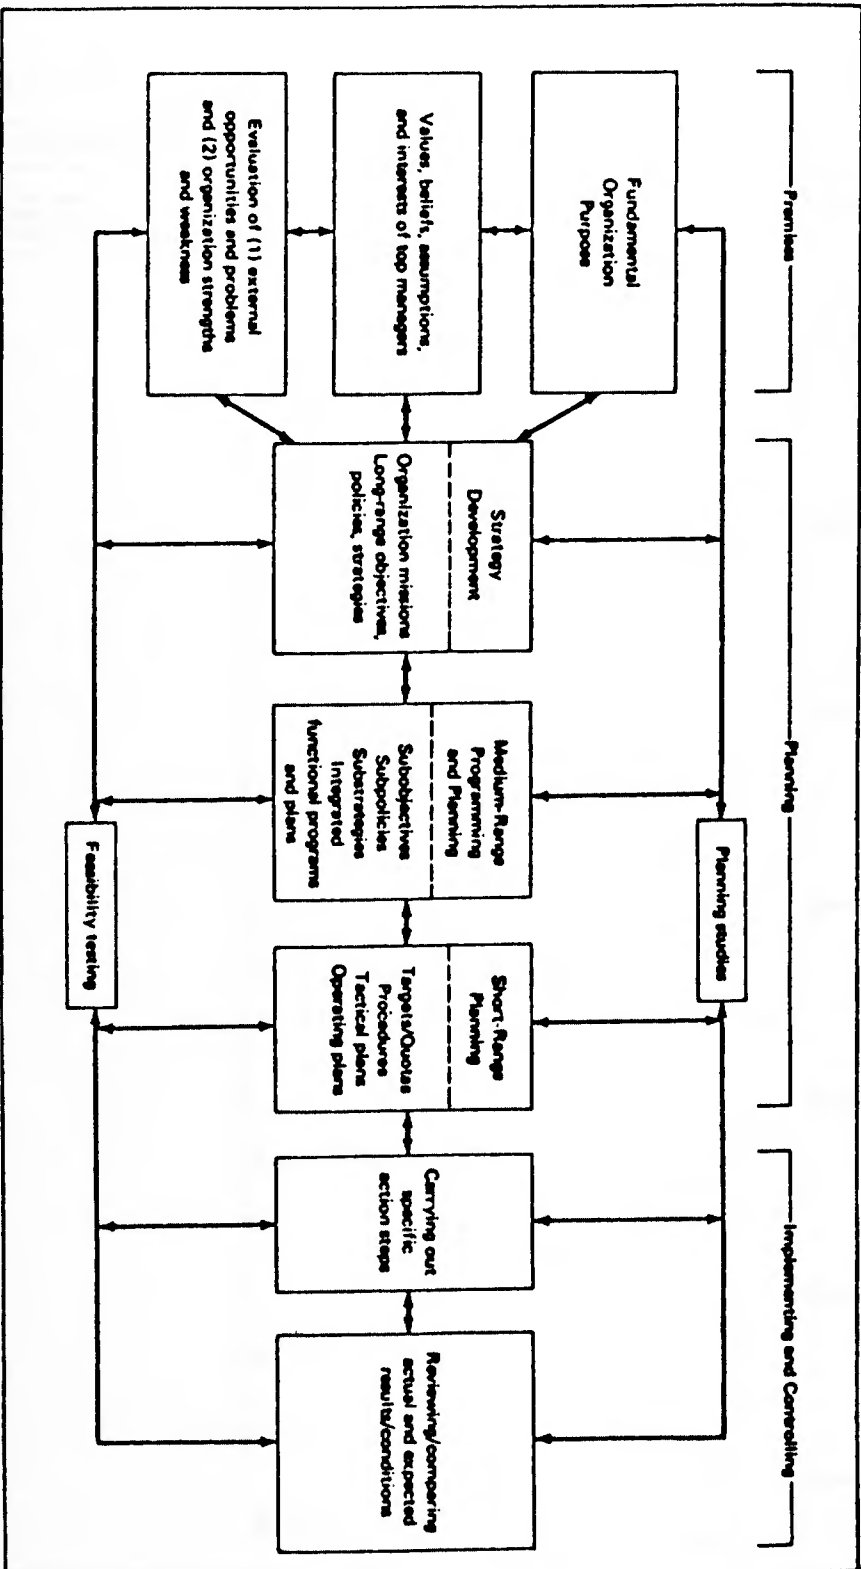 Premises
Planning
Implementing and Controlling
Planning studies
Fundamental
Organization
Purpose
Values, beliefs, assumptions,
and interests of top managers
Evaluation of (1) external
opportunities and problems
and (2) organization strengths
and weakness
Strategy
Development
Organization missions
Long-range objectives,
policies, strategies
Medium-Range
Programming
and Planning
Subobjectives
Subpolicies
Substrategies
Integrated
functional programs
and plans
Short-Range
Planning
Targets/Quotas
Procedures
Tactical plans
Operating plans
Carrying out
specific
action steps
Reviewing/comparing
actual and expected
results/conditions
Feasibility testing